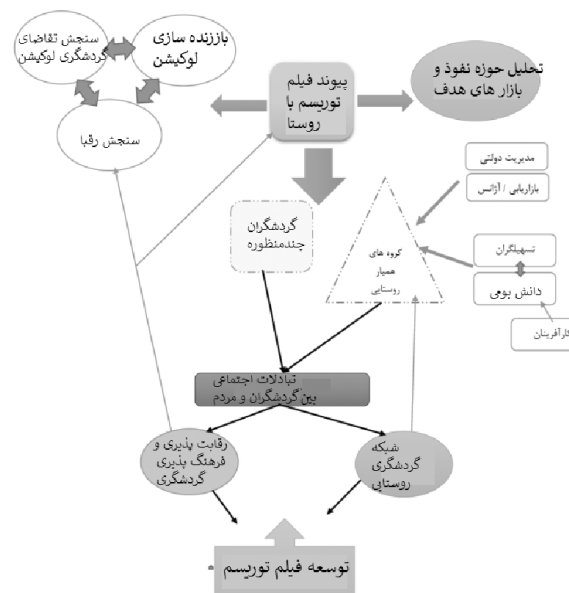 سنجش تقاضای
گردشگری لوکیشن
باززنده سازی
لوکیشن
سنجش رقبا
پیوند فیلم
توریسم با
روستا
تحلیل حوزه نفوذ و
بازار های هدف
مدیریت دولتی
بازاریابی / آژانس
تسهیلگران
دانش بومی
کارآفرینان
گردشگران
چندمنظوره
گروه های
همیار
روستایی
تبادلات اجتماعی
بین گردشگران و مردم
رقابت پذیری و
فرهنگ پذیری
گردشگری
شبکه
گردشگری
روستایی
توسعه فیلم توریسم